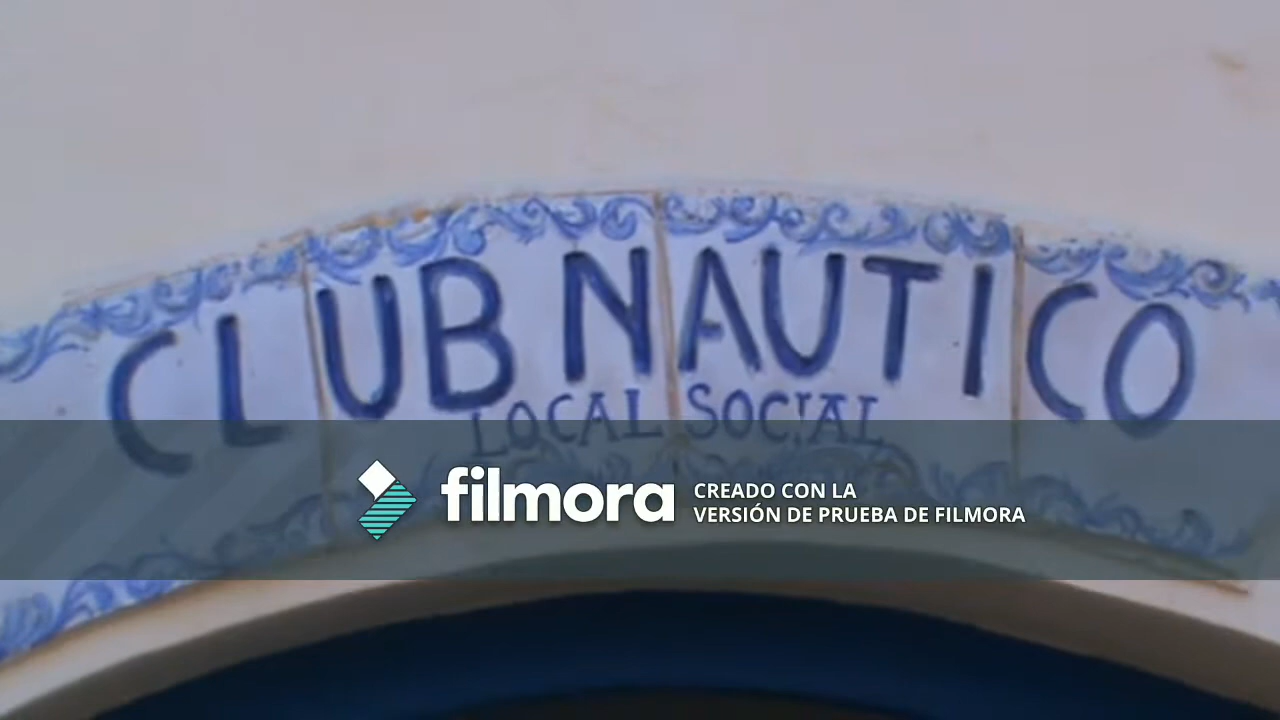 CLUB NAUTICO
LOCAL SOCIAL
filmora
CREADO CON LA
VERSIÓN DE PRUEBA DE FILMORA